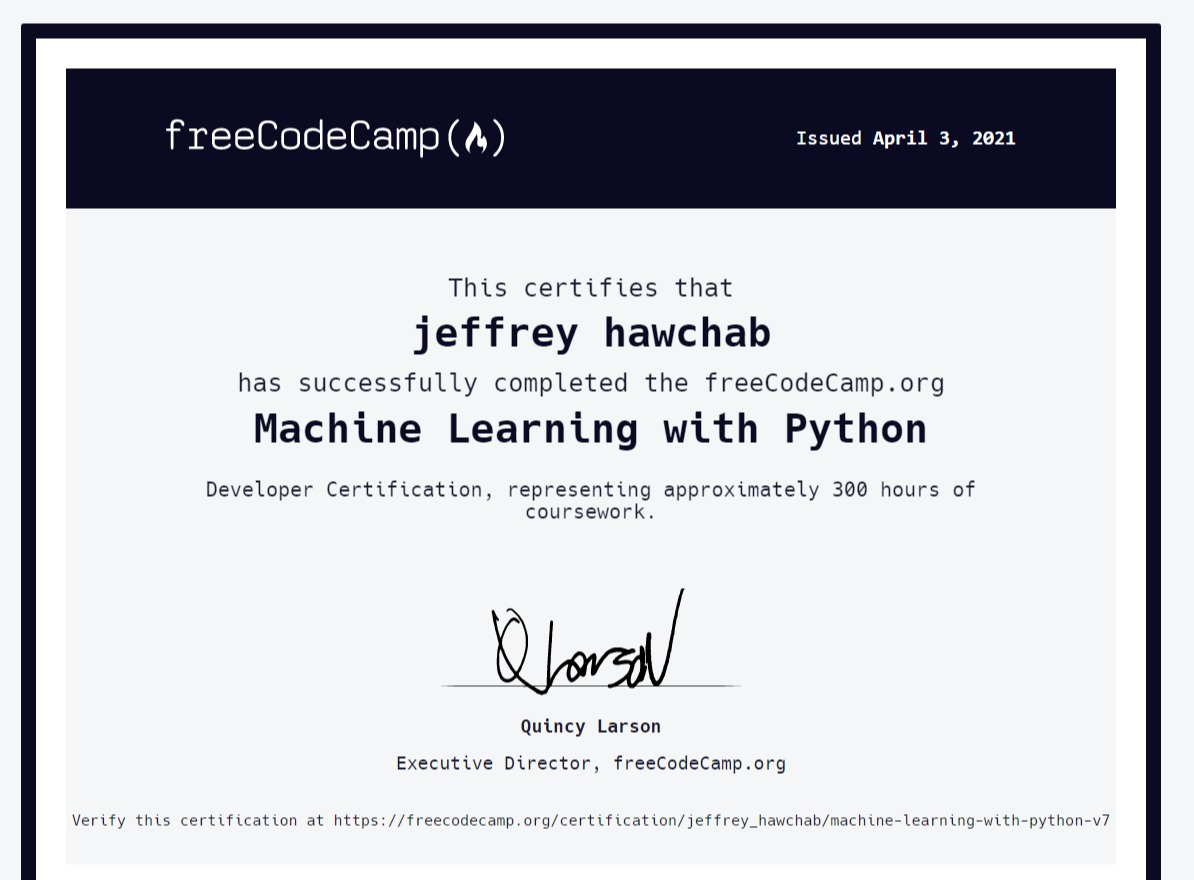 freeCodeCamp(🔥)
Issued April 3, 2021
This certifies that
jeffrey hawchab
has successfully completed the freeCodeCamp.org
Machine Learning with Python
Developer Certification, representing approximately 300 hours of
coursework.
Q Larson
Quincy Larson
Executive Director, freeCodeCamp.org
Verify this certification at https://freecodecamp.org/certification/jeffrey_hawchab/machine-learning-with-python-v7